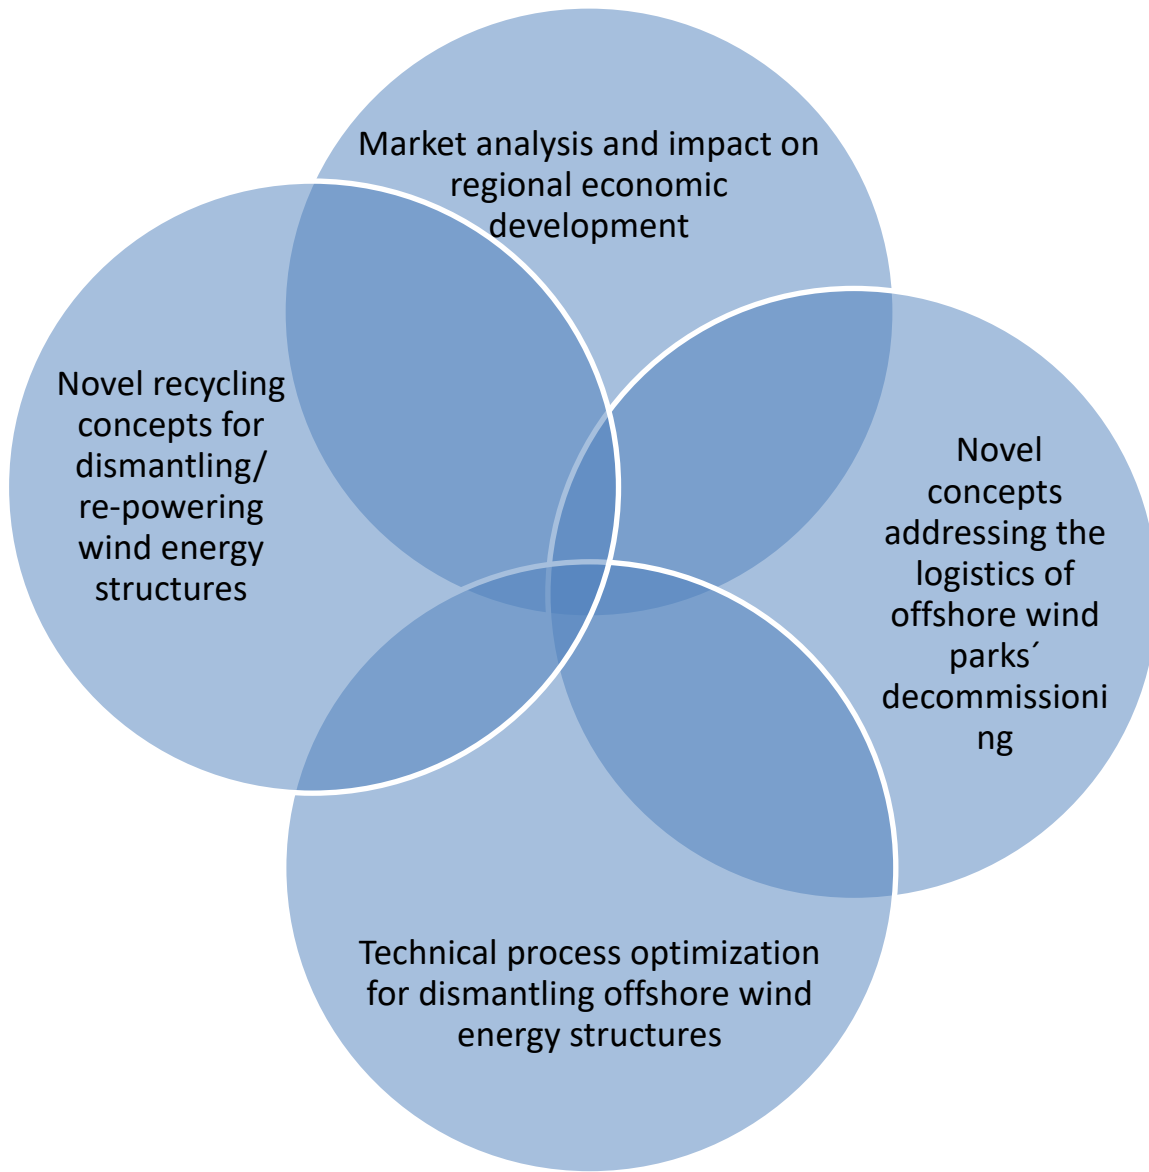 Market analysis and impact on
regional economic
development
Novel recycling
concepts for
dismantling/
re-powering
wind energy
structures
Novel
concepts
addressing the
logistics of
offshore wind
parks´
decommissioni
ng
Technical process optimization
for dismantling offshore wind
energy structures